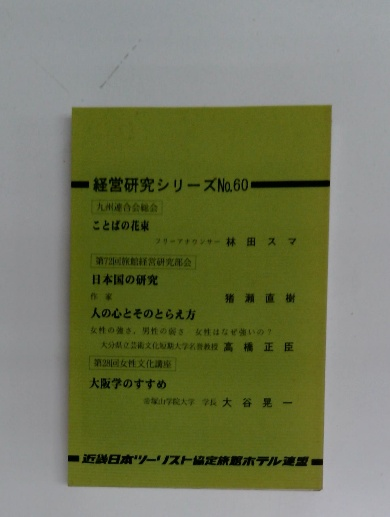 経営研究シリーズNo.60
九州連合会総会
ことばの花束
フリーアナウンサー 林田スマ
第72回旅館経営研究部会
日本国の研究
作家 猪瀬直樹
人の心とそのとらえ方
女性の強さ、男性の弱さ 女性はなぜ強いの?
大分県立芸術文化短期大学名誉教授 高橋正臣
第28回女性文化講座
大阪学のすすめ
帝塚山学院大学 学長 大谷晃一
近畿日本ツーリスト協定旅館ホテル連盟